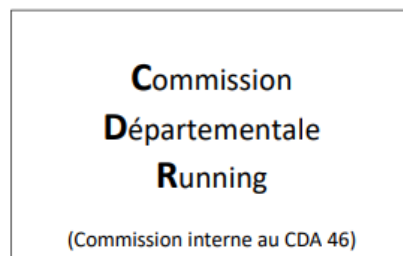 Commission
Départementale
Running
(Commission interne au CDA 46)